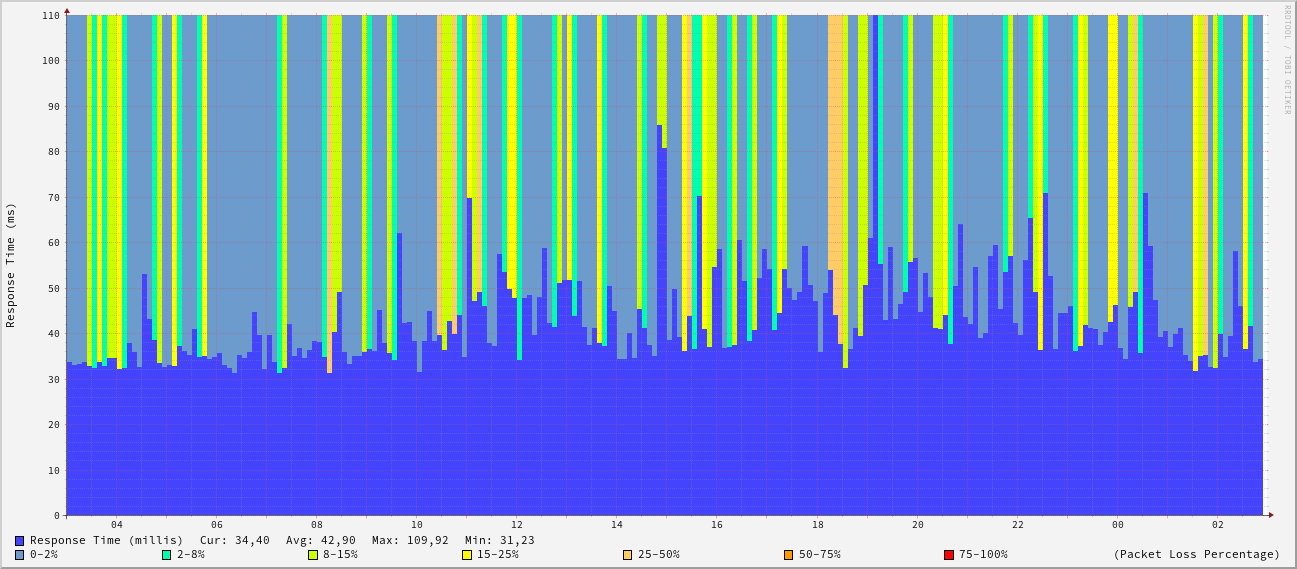 RRDTOOL / TOBI OETIKER
Response Time (ms)
110
100
90
80
70
60
50
40
30
20
10
0
04 06 08 10 12 14 16 18 20 22 00 02
Response Time (millis) Cur: 34,40 Avg: 42,90 Max: 109,92 Min: 31,23
0-2% 2-8% 8-15% 15-25% 25-50% 50-75% 75-100% (Packet Loss Percentage)